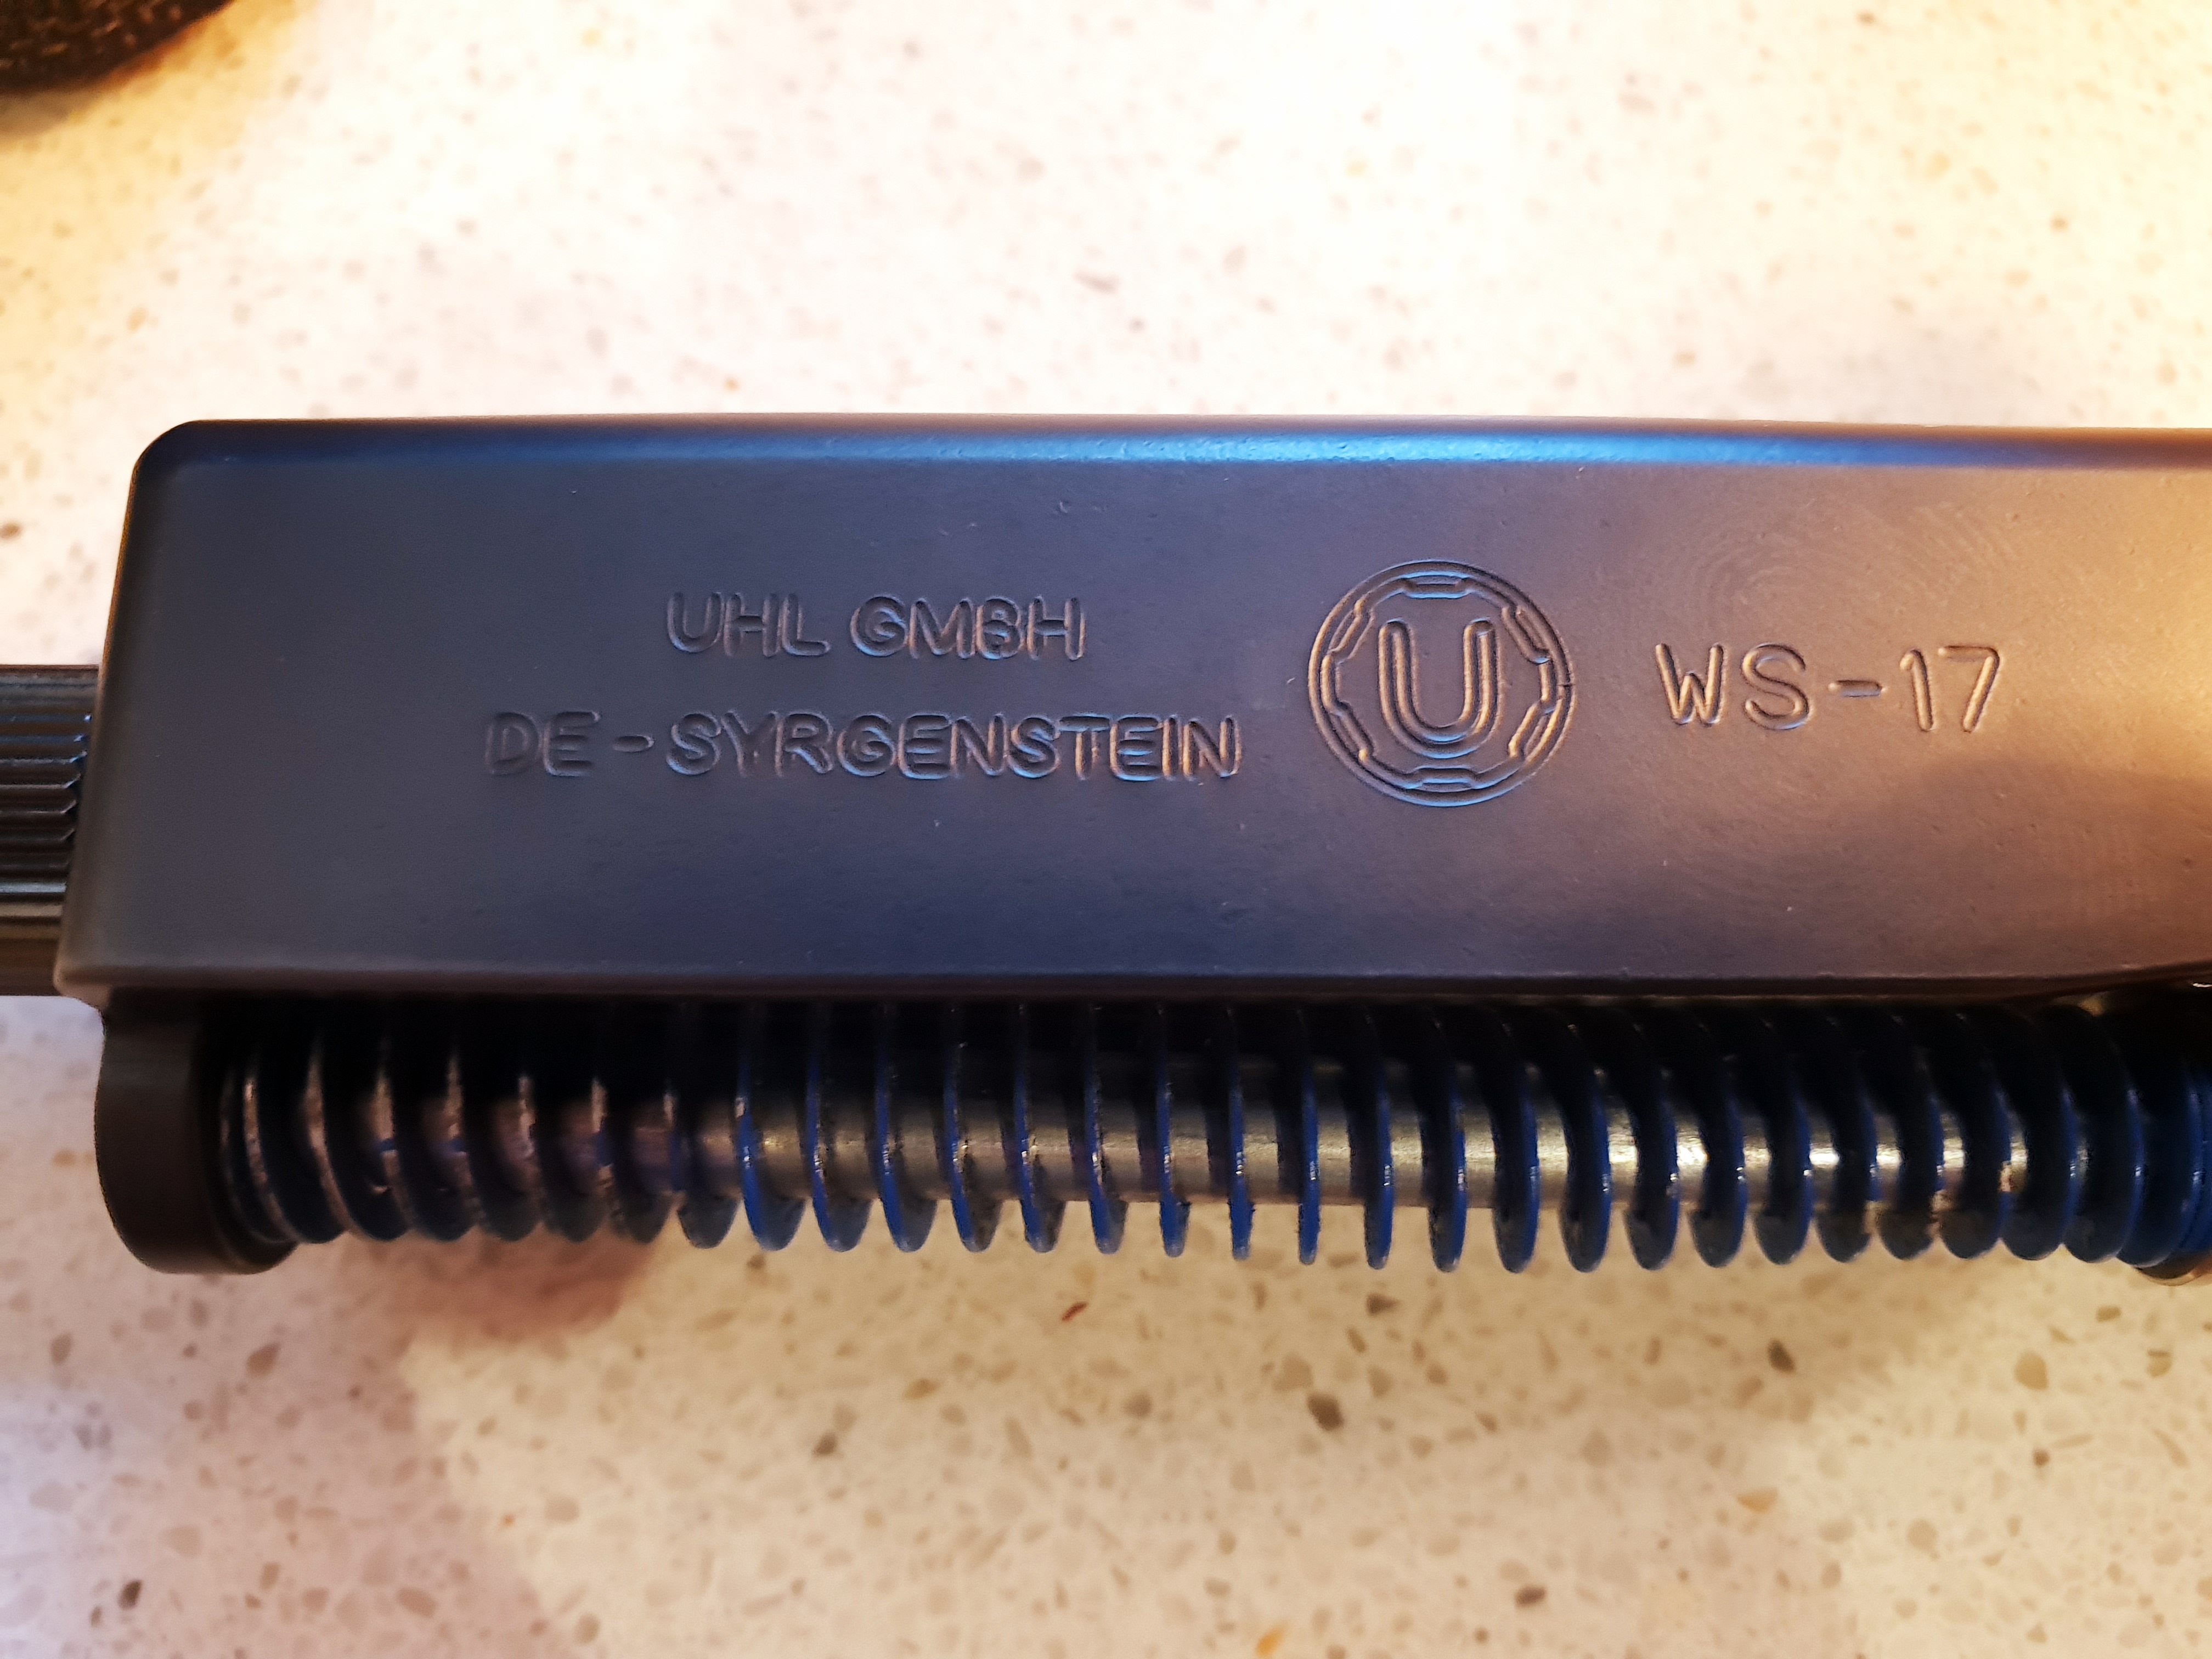 UHL GMBH
DE-SYRGENSTEIN
U
WS-17